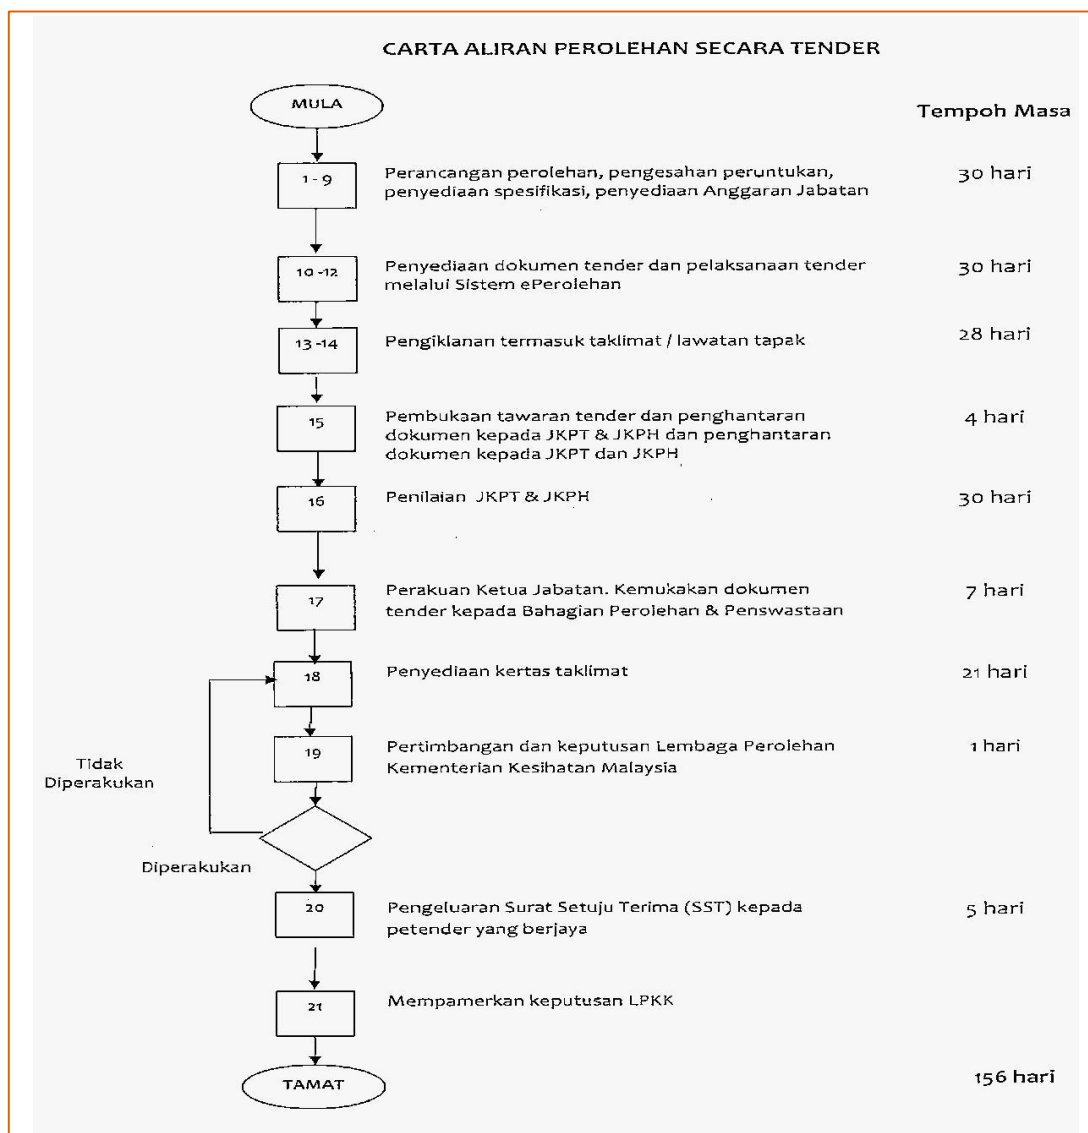 CARTA ALIRAN PEROLEHAN SECARA TENDER
MULA
Tempoh Masa
1 - 9
Perancangan perolehan, pengesahan peruntukan,
penyediaan spesifikasi, penyediaan Anggaran Jabatan
30 hari
10 -12
Penyediaan dokumen tender dan pelaksanaan tender
melalui Sistem ePerolehan
30 hari
13 -14
Pengiklanan termasuk taklimat / lawatan tapak
28 hari
15
Pembukaan tawaran tender dan penghantaran
dokumen kepada JKPT & JKPH dan penghantaran
dokumen kepada JKPT dan JKPH
4 hari
16
Penilaian JKPT & JKPH
30 hari
17
Perakuan Ketua Jabatan. Kemukakan dokumen
tender kepada Bahagian Perolehan & Penswastaan
7 hari
18
Penyediaan kertas taklimat
21 hari
19
Pertimbangan dan keputusan Lembaga Perolehan
Kementerian Kesihatan Malaysia
1 hari
Tidak
Diperakukan
Diperakukan
20
Pengeluaran Surat Setuju Terima (SST) kepada
petender yang berjaya
5 hari
21
Mempamerkan keputusan LPKK
TAMAT
156 hari